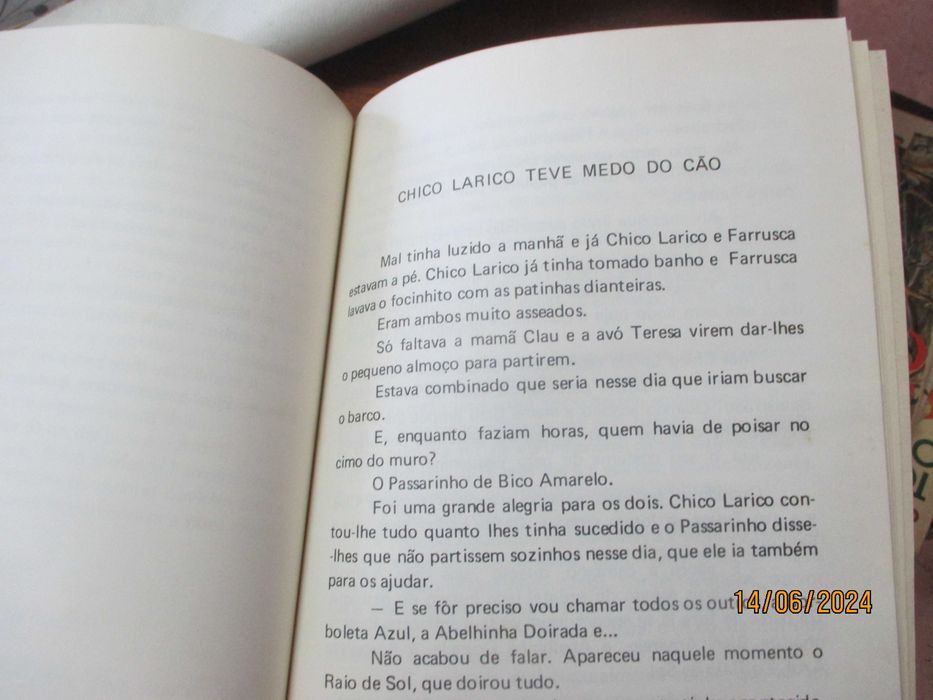 CHICO LARICO TEVE MEDO DO CÃO
Mal tinha luzido a manhã e já Chico Larico e Farrusca
estavam a pé. Chico Larico já tinha tomado banho e Farrusca
lavava o focinhito com as patinhas dianteiras.
Eram ambos muito asseados.
Só faltava a mamã Clau e a avó Teresa virem dar-lhes
o pequeno almoço para partirem.
Estava combinado que seria nesse dia que iriam buscar
o barco.
E, enquanto faziam horas, quem havia de poisar no
cimo do muro?
O Passarinho de Bico Amarelo.
Foi uma grande alegria para os dois. Chico Larico con-
tou-lhe tudo quanto lhes tinha sucedido e o Passarinho disse-
-lhes que não partissem sozinhos nesse dia, que ele ia também
para os ajudar.
— E se fôr preciso vou chamar todos os
14/06/2024
boleta Azul, a Abelhinha Doirada e...
Não acabou de falar. Apareceu naquele momento o
Raio de Sol, que doirou tudo.